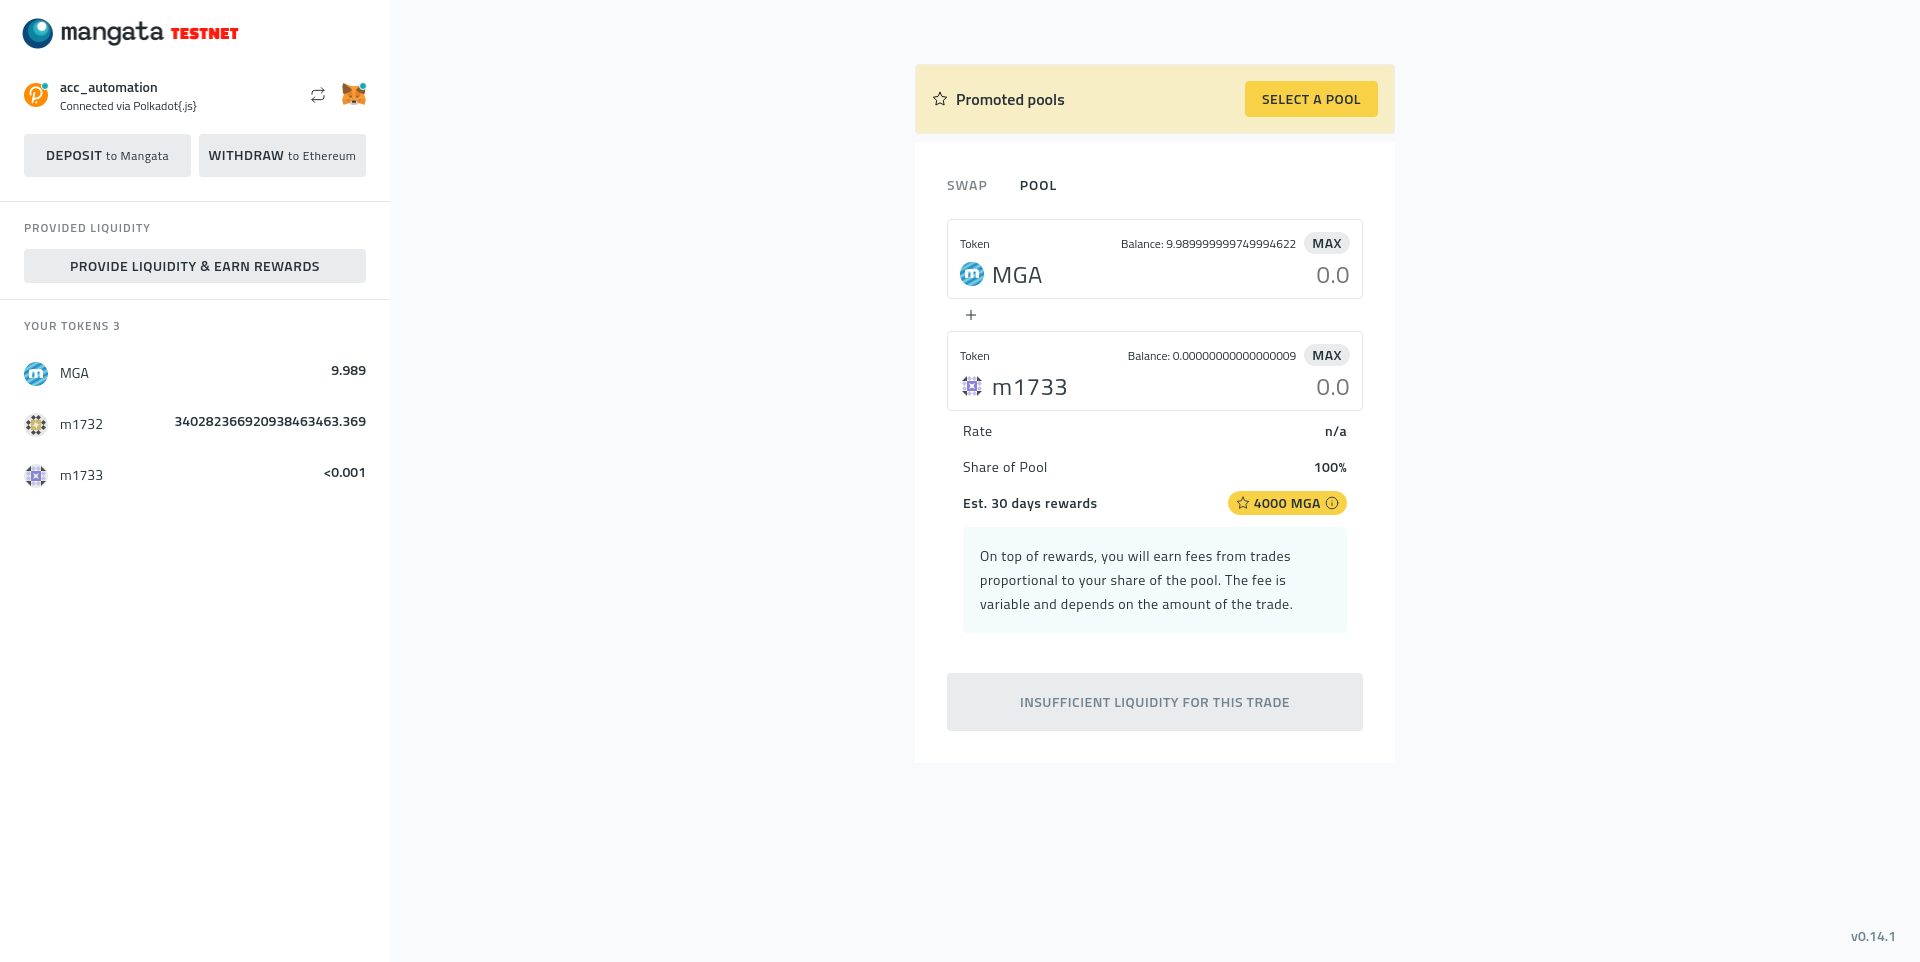 mangata TESTNET
acc_automation
Connected via Polkadot{.js}
DEPOSIT to Mangata
WITHDRAW to Ethereum
PROVIDED LIQUIDITY
PROVIDE LIQUIDITY & EARN REWARDS
YOUR TOKENS 3
MGA 9.989
m1732 340282366920938463463.369
m1733 <0.001
Promoted pools
SELECT A POOL
SWAP POOL
Token Balance: 9.989999999749994622 MAX
MGA 0.0
+
Token Balance: 0.00000000000000009 MAX
m1733 0.0
Rate n/a
Share of Pool 100%
Est. 30 days rewards 4000 MGA
On top of rewards, you will earn fees from trades
proportional to your share of the pool. The fee is
variable and depends on the amount of the trade.
INSUFFICIENT LIQUIDITY FOR THIS TRADE
v0.14.1